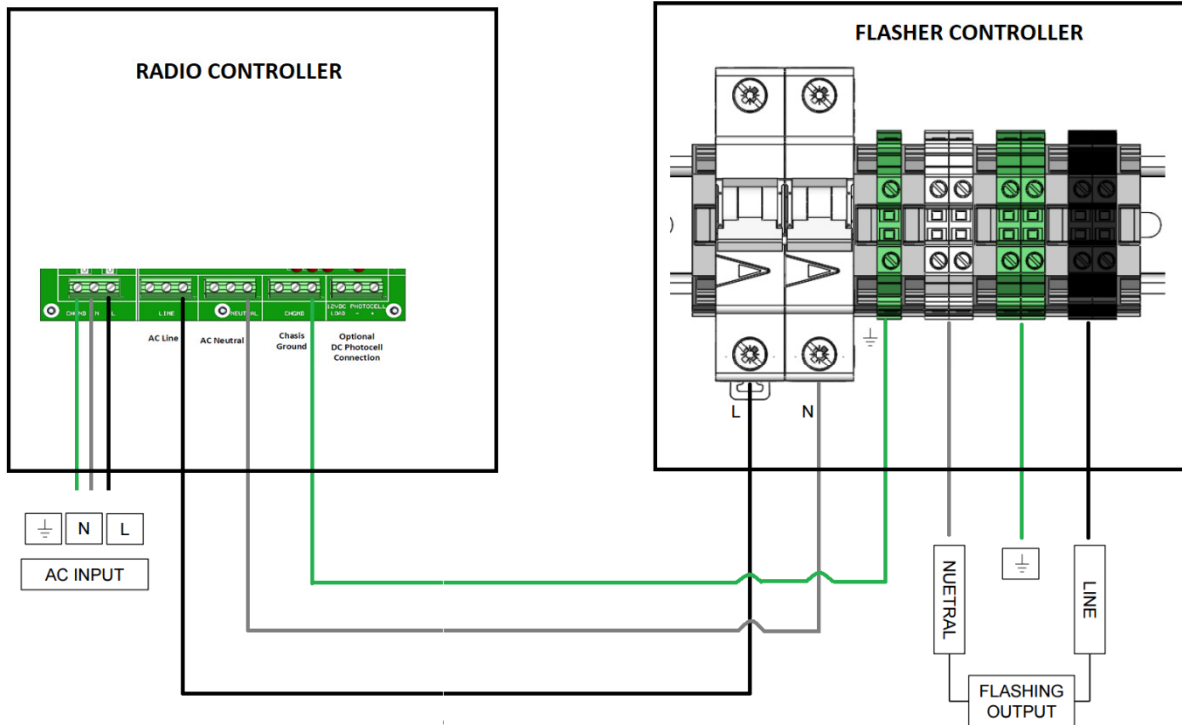 RADIO CONTROLLER
FLASHER CONTROLLER
CHGND N L
LINE
NEUTRAL
CHGND
12VDC PHOTOCELL
LOAD - +
AC Line
AC Neutral
Chasis
Ground
Optional
DC Photocell
Connection
L
N
N
L
AC INPUT
NUETRAL
LINE
FLASHING
OUTPUT